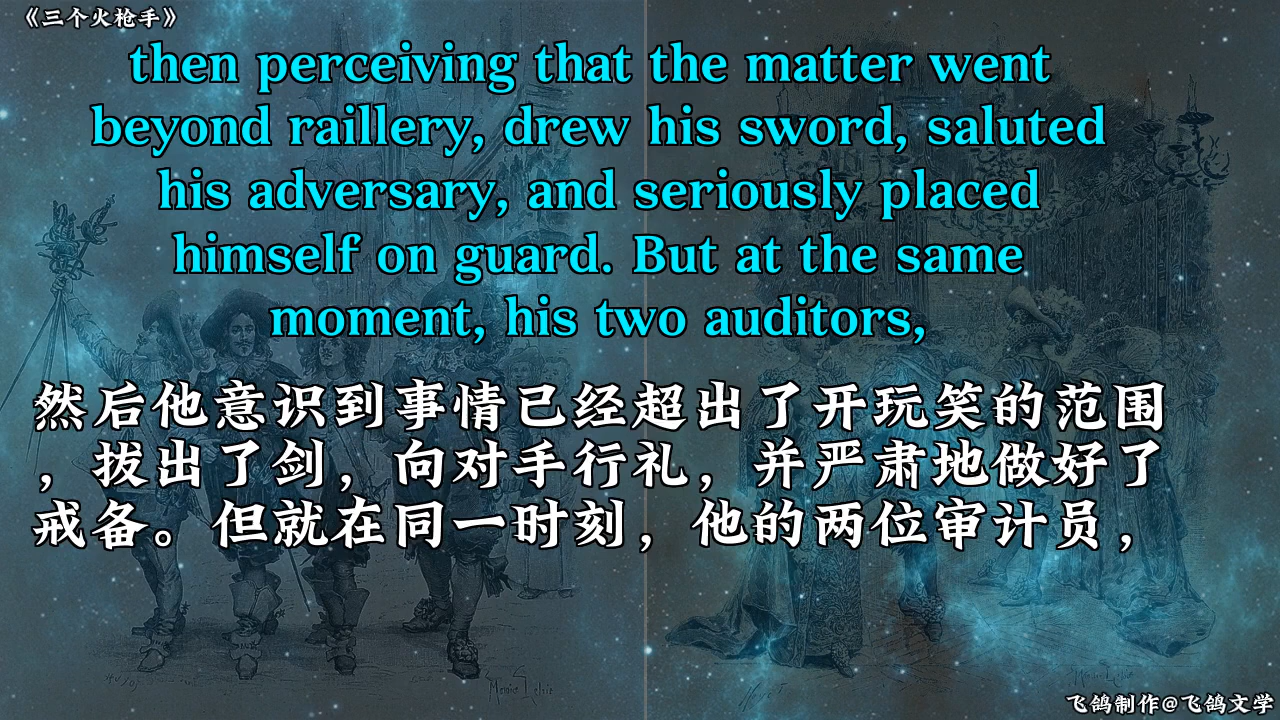 《三个火枪手》
then perceiving that the matter went
beyond raillery, drew his sword, saluted
his adversary, and seriously placed
himself on guard. But at the same
moment, his two auditors,
然后他意识到事情已经超出了开玩笑的范围
，拔出了剑，向对手行礼，并严肃地做好了
戒备。但就在同一时刻，他的两位审计员，
飞鸽制作@飞鸽文学